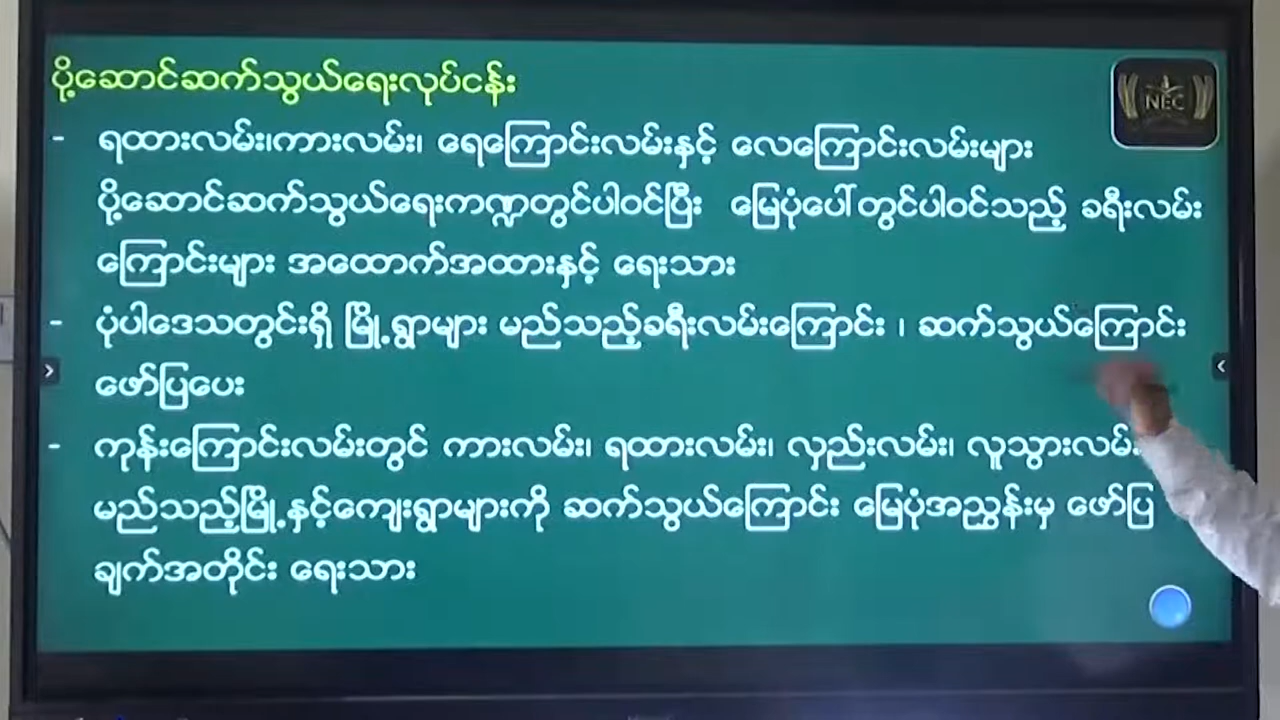 ပို့ဆောင်ဆက်သွယ်ရေးလုပ်ငန်း
NEC
- ရထားလမ်း၊ကားလမ်း၊ ရေကြောင်းလမ်းနှင့် လေကြောင်းလမ်းများ
ပို့ဆောင်ဆက်သွယ်ရေးကဏ္ဍတွင်ပါဝင်ပြီး မြေပုံပေါ်တွင်ပါဝင်သည့် ခရီးလမ်း
ကြောင်းများ အထောက်အထားနှင့် ရေးသား
- ပုံပါဒေသတွင်းရှိ မြို့ရွာများ မည်သည့်ခရီးလမ်းကြောင်း ၊ ဆက်သွယ်ကြောင်း
ဖော်ပြပေး
- ကုန်းကြောင်းလမ်းတွင် ကားလမ်း၊ ရထားလမ်း၊ လှည်းလမ်း၊ လူသွားလမ်း
မည်သည့်မြို့နှင့်ကျေးရွာများကို ဆက်သွယ်ကြောင်း မြေပုံအညွှန်းမှ ဖော်ပြ
ချက်အတိုင်း ရေးသား